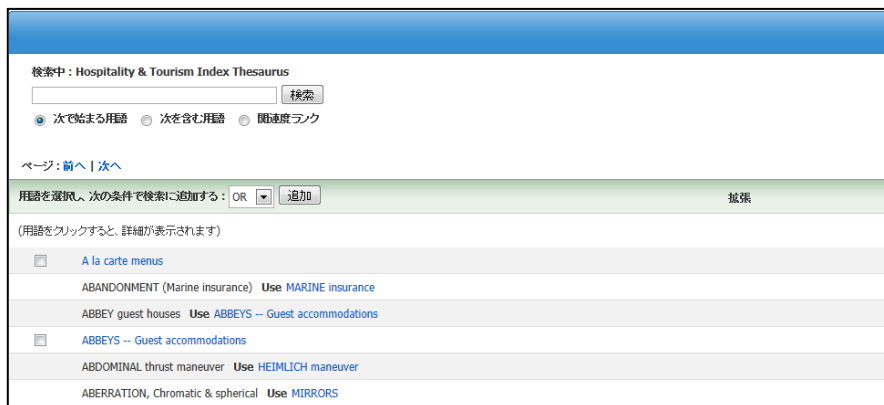 検索中 : Hospitality & Tourism Index Thesaurus
検索
次で始まる用語 次を含む用語 関連度ランク
ページ : 前へ | 次へ
用語を選択し、次の条件で検索に追加する : OR 追加 拡張
(用語をクリックすると、詳細が表示されます)
A la carte menus
ABANDONMENT (Marine insurance) Use MARINE insurance
ABBEY guest houses Use ABBEYS -- Guest accommodations
ABBEYS -- Guest accommodations
ABDOMINAL thrust maneuver Use HEIMLICH maneuver
ABERRATION, Chromatic & spherical Use MIRRORS